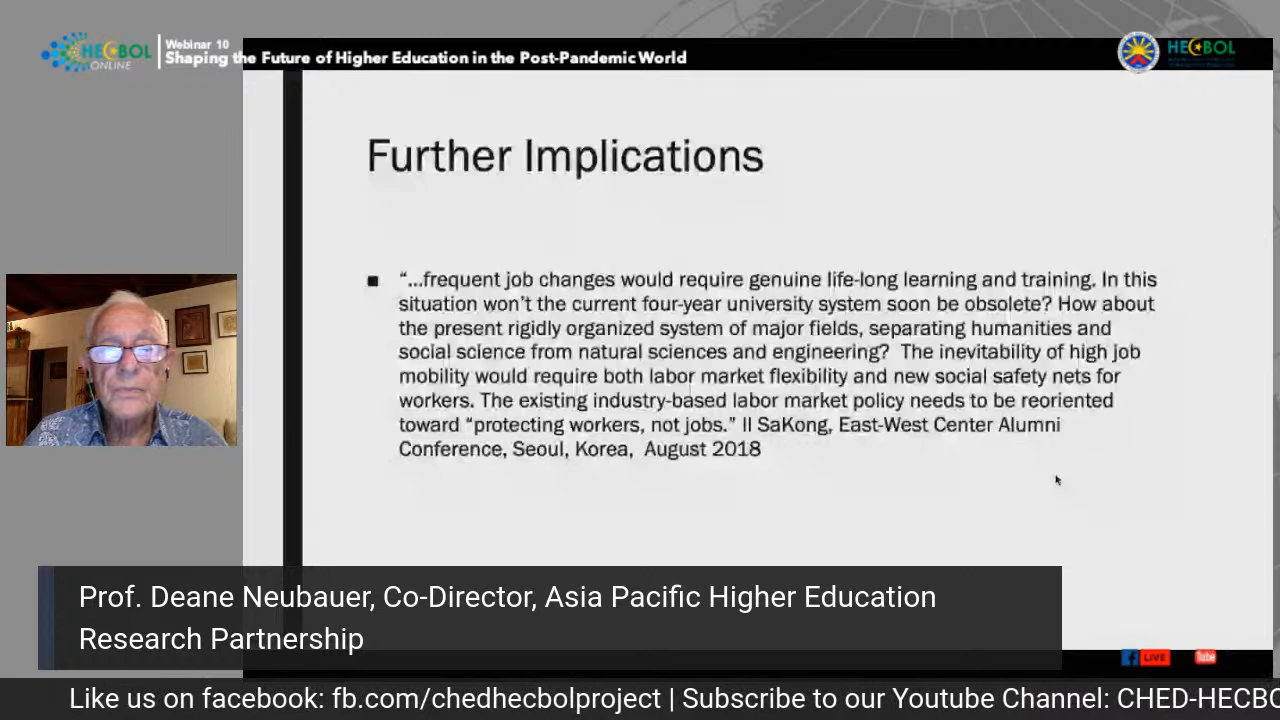 HECBOL
ONLINE
Webinar 10
Shaping the Future of Higher Education in the Post-Pandemic World
HECBOL
Further Implications
“...frequent job changes would require genuine life-long learning and training. In this
situation won’t the current four-year university system soon be obsolete? How about
the present rigidly organized system of major fields, separating humanities and
social science from natural sciences and engineering? The inevitability of high job
mobility would require both labor market flexibility and new social safety nets for
workers. The existing industry-based labor market policy needs to be reoriented
toward “protecting workers, not jobs.” Il SaKong, East-West Center Alumni
Conference, Seoul, Korea, August 2018
Prof. Deane Neubauer, Co-Director, Asia Pacific Higher Education
Research Partnership
LIVE
Tube
Like us on facebook: fb.com/chedhecbolproject | Subscribe to our Youtube Channel: CHED-HECBO